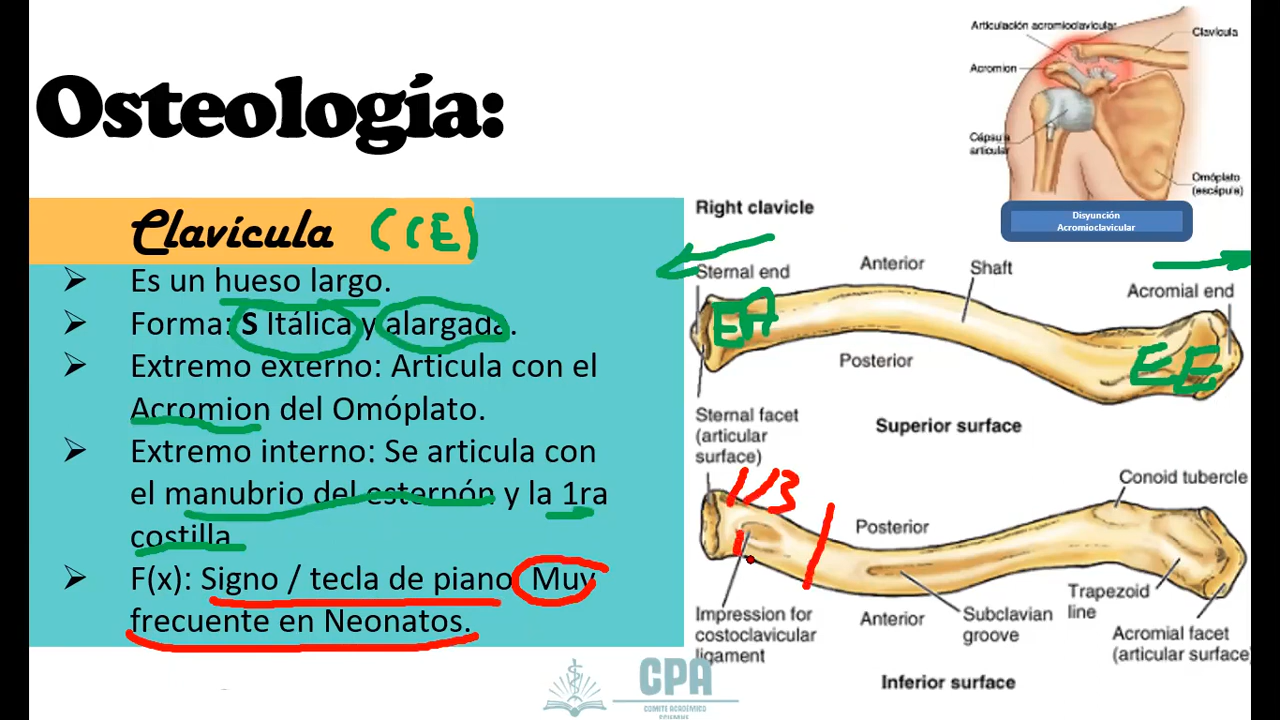 Osteología:
Clavícula
((E)
Es un hueso largo.
Forma: S Itálica y alargada.
Extremo externo: Articula con el
Acromion del Omóplato.
Extremo interno: Se articula con
el manubrio del esternón y la 1ra
costilla.
F(x): Signo / tecla de piano. Muy
frecuente en Neonatos.
Articulación acromioclavicular
Clavícula
Acromion
Cápsula
articular
Omóplato
(escápula)
Disyunción
Acromioclavicular
Right clavicle
Sternal end
Anterior
Shaft
Acromial end
EA
EE
Posterior
Superior surface
Sternal facet
(articular
surface)
1/3
Conoid tubercle
Posterior
Impression for
costoclavicular
ligament
Anterior
Subclavian
groove
Trapezoid
line
Acromial facet
(articular surface)
Inferior surface
CPA
COMITÉ ACADÉMICO